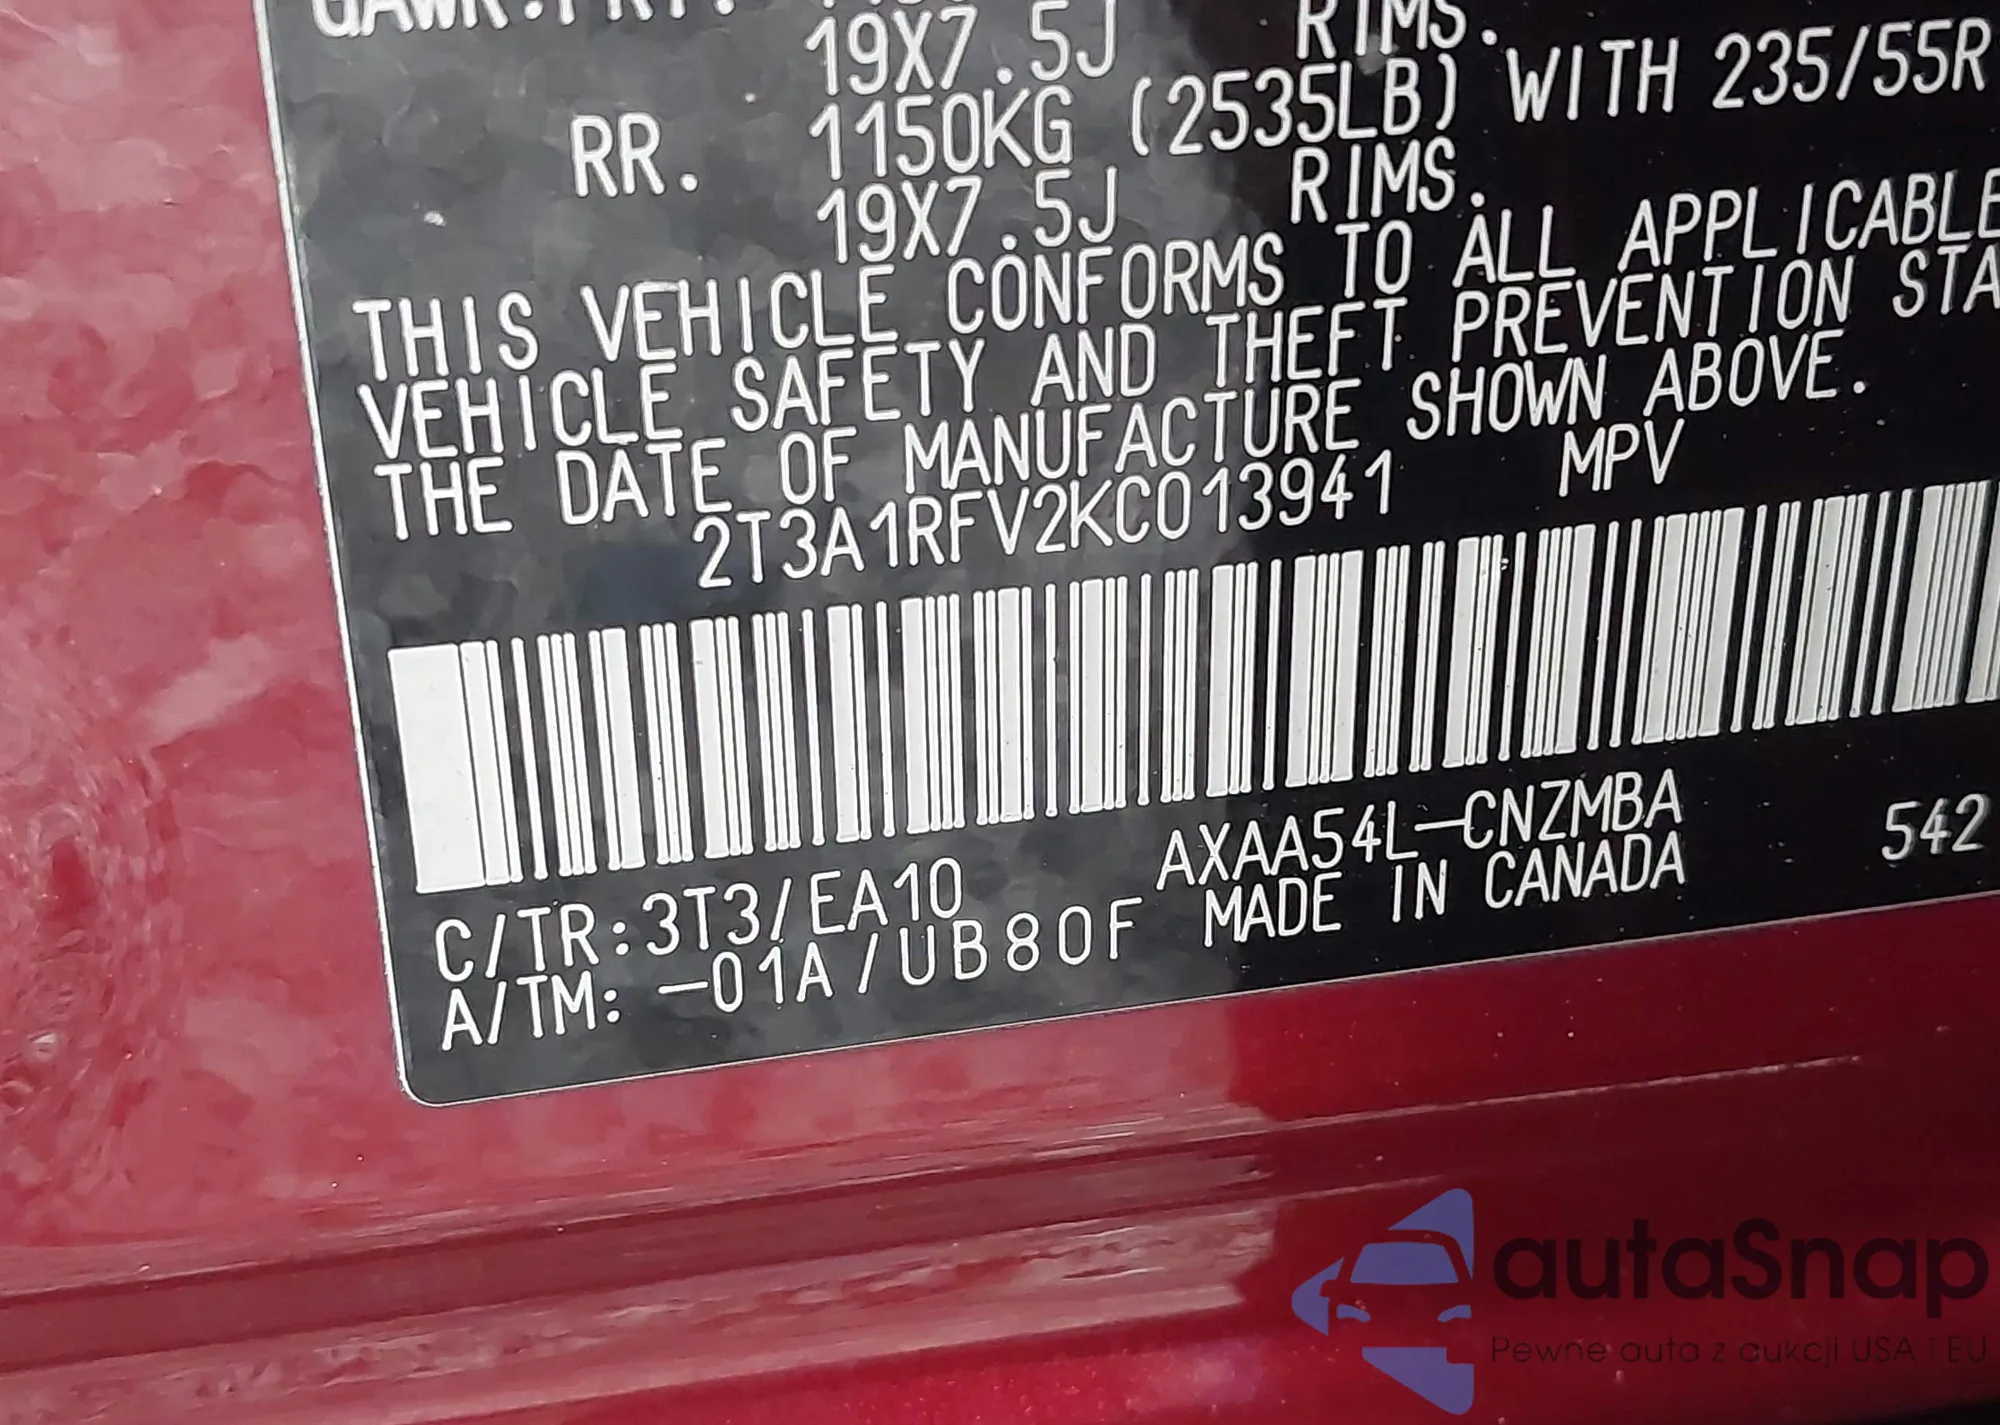 GAWR:FRT.
19X7.5J RIMS.
RR. 1150KG (2535LB) WITH 235/55R
19X7.5J RIMS.
THIS VEHICLE CONFORMS TO ALL APPLICABLE
VEHICLE SAFETY AND THEFT PREVENTION STA
THE DATE OF MANUFACTURE SHOWN ABOVE.
2T3A1RFV2KC013941 MPV
C/TR:3T3/EA10 AXAA54L-CNZMBA 542
A/TM: -01A/UB80F MADE IN CANADA
autaSnap
Pewne auta z aukcji USA i EU